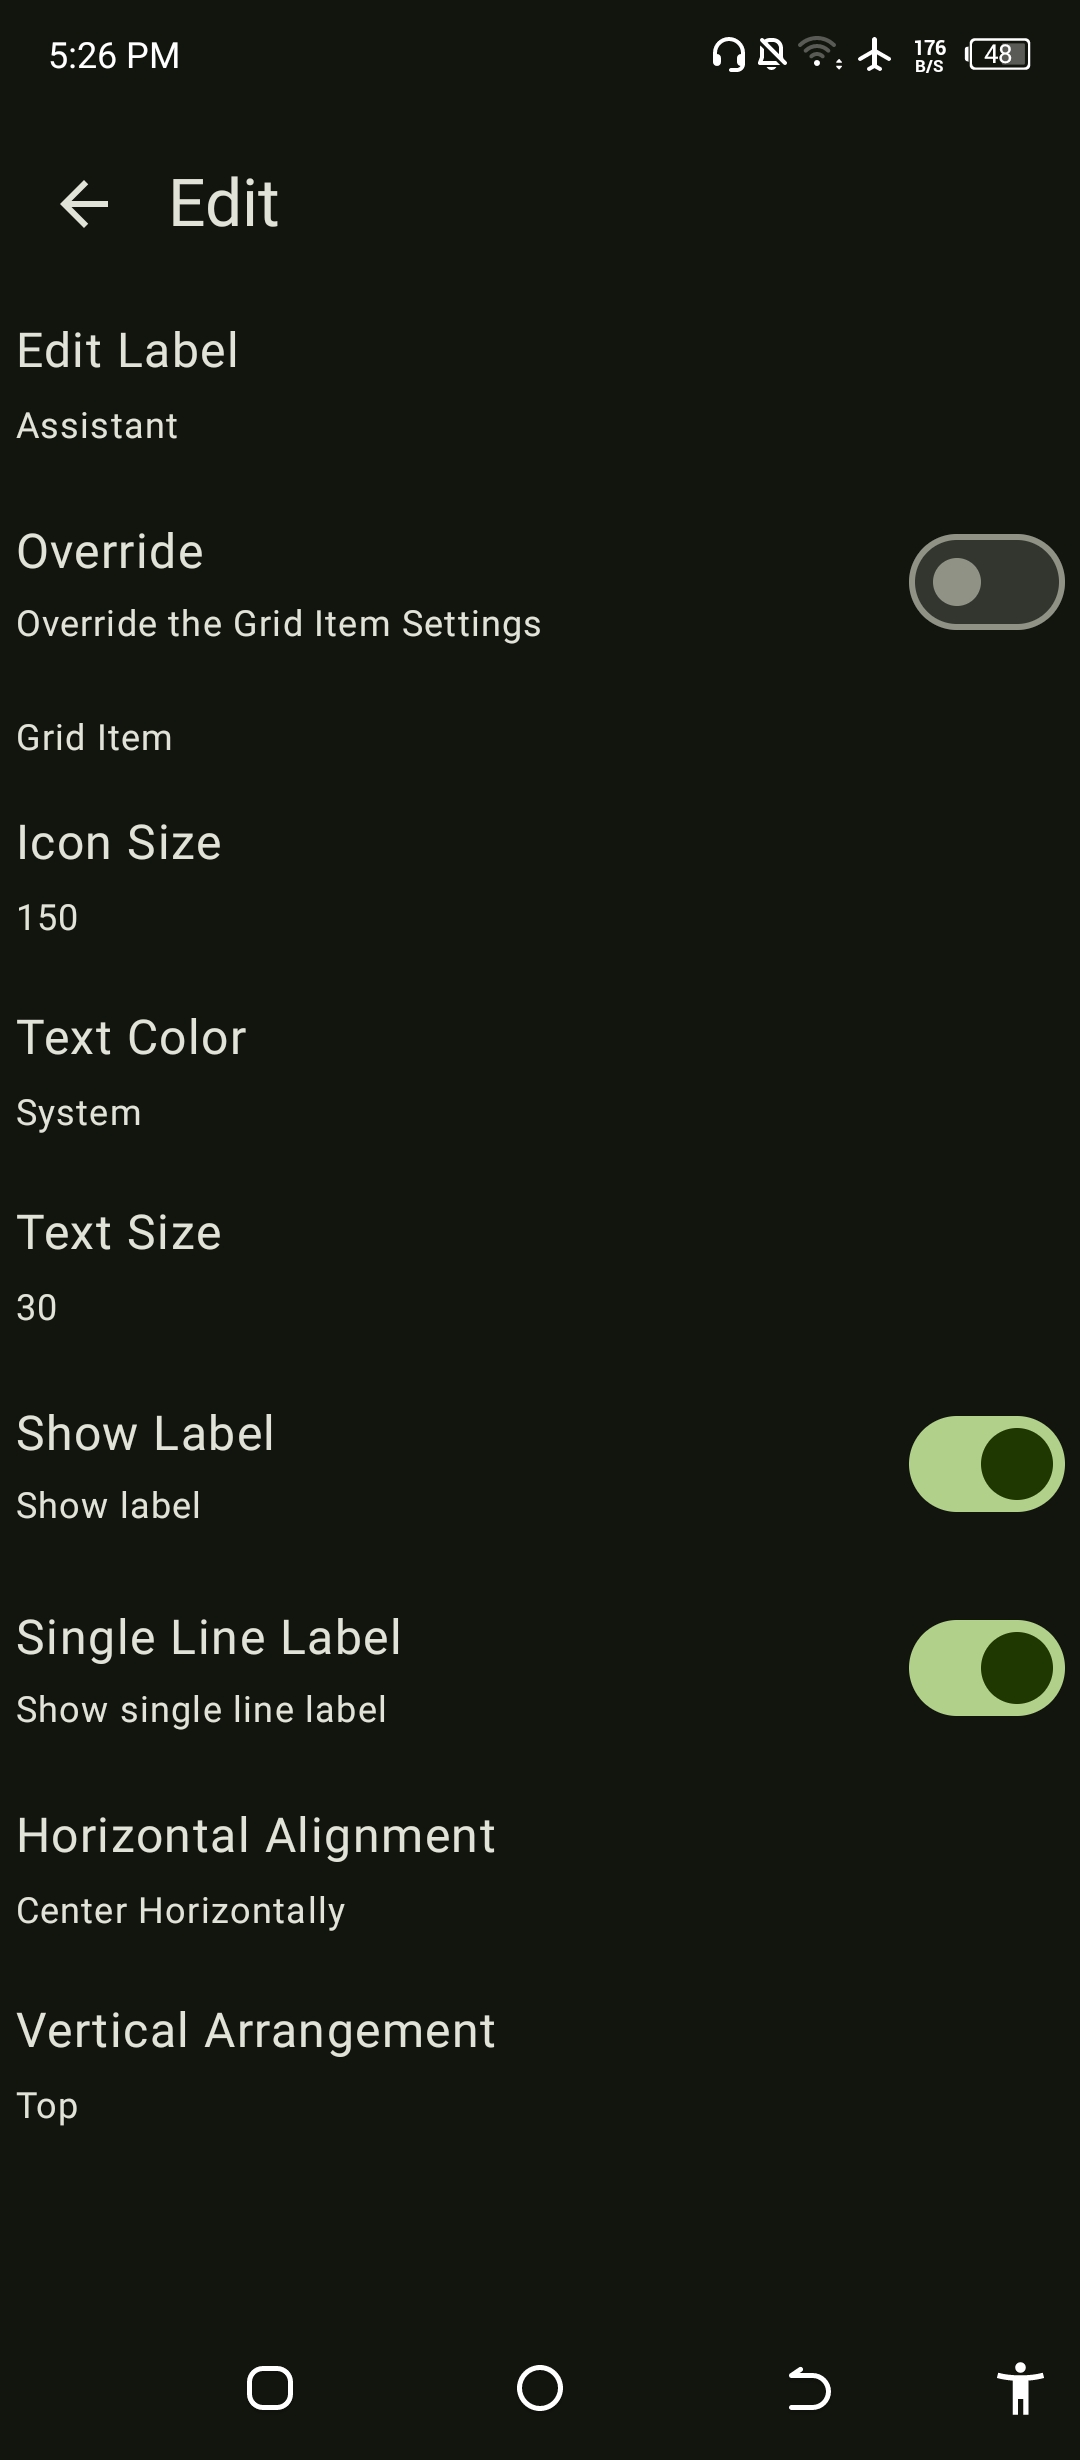 5:26 PM 176 B/S 48
Edit
Edit Label
Assistant
Override
Override the Grid Item Settings
Grid Item
Icon Size
150
Text Color
System
Text Size
30
Show Label
Show label
Single Line Label
Show single line label
Horizontal Alignment
Center Horizontally
Vertical Arrangement
Top